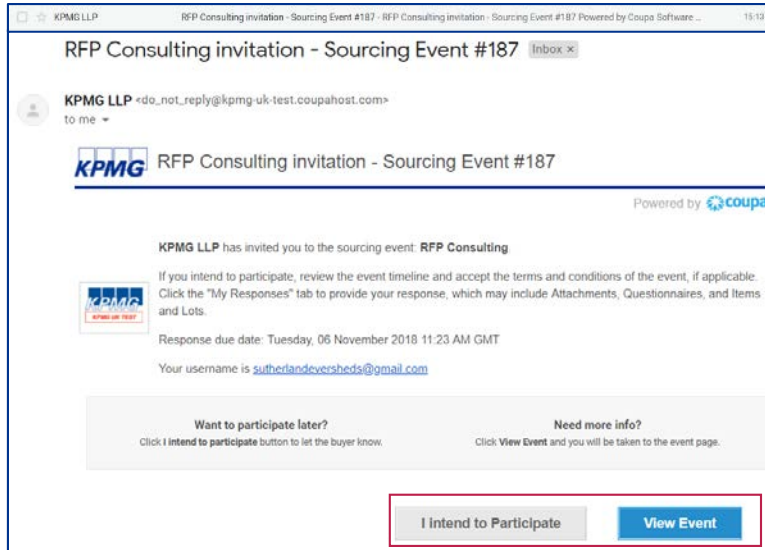 KPMG LLP RFP Consulting invitation - Sourcing Event #187 - RFP Consulting invitation - Sourcing Event #187 Powered by Coupa Software ... 15:13
RFP Consulting invitation - Sourcing Event #187 Inbox ×
KPMG LLP <do_not_reply@kpmg-uk-test.coupahost.com>
to me
KPMG RFP Consulting invitation - Sourcing Event #187
Powered by coupa
KPMG LLP has invited you to the sourcing event: RFP Consulting
If you intend to participate, review the event timeline and accept the terms and conditions of the event, if applicable.
Click the "My Responses" tab to provide your response, which may include Attachments, Questionnaires, and Items
and Lots.
KPMG
KPMG UK TEST
Response due date: Tuesday, 06 November 2018 11:23 AM GMT
Your username is sutherlandeversheds@gmail.com
Want to participate later? Need more info?
Click I intend to participate button to let the buyer know. Click View Event and you will be taken to the event page.
I intend to Participate View Event